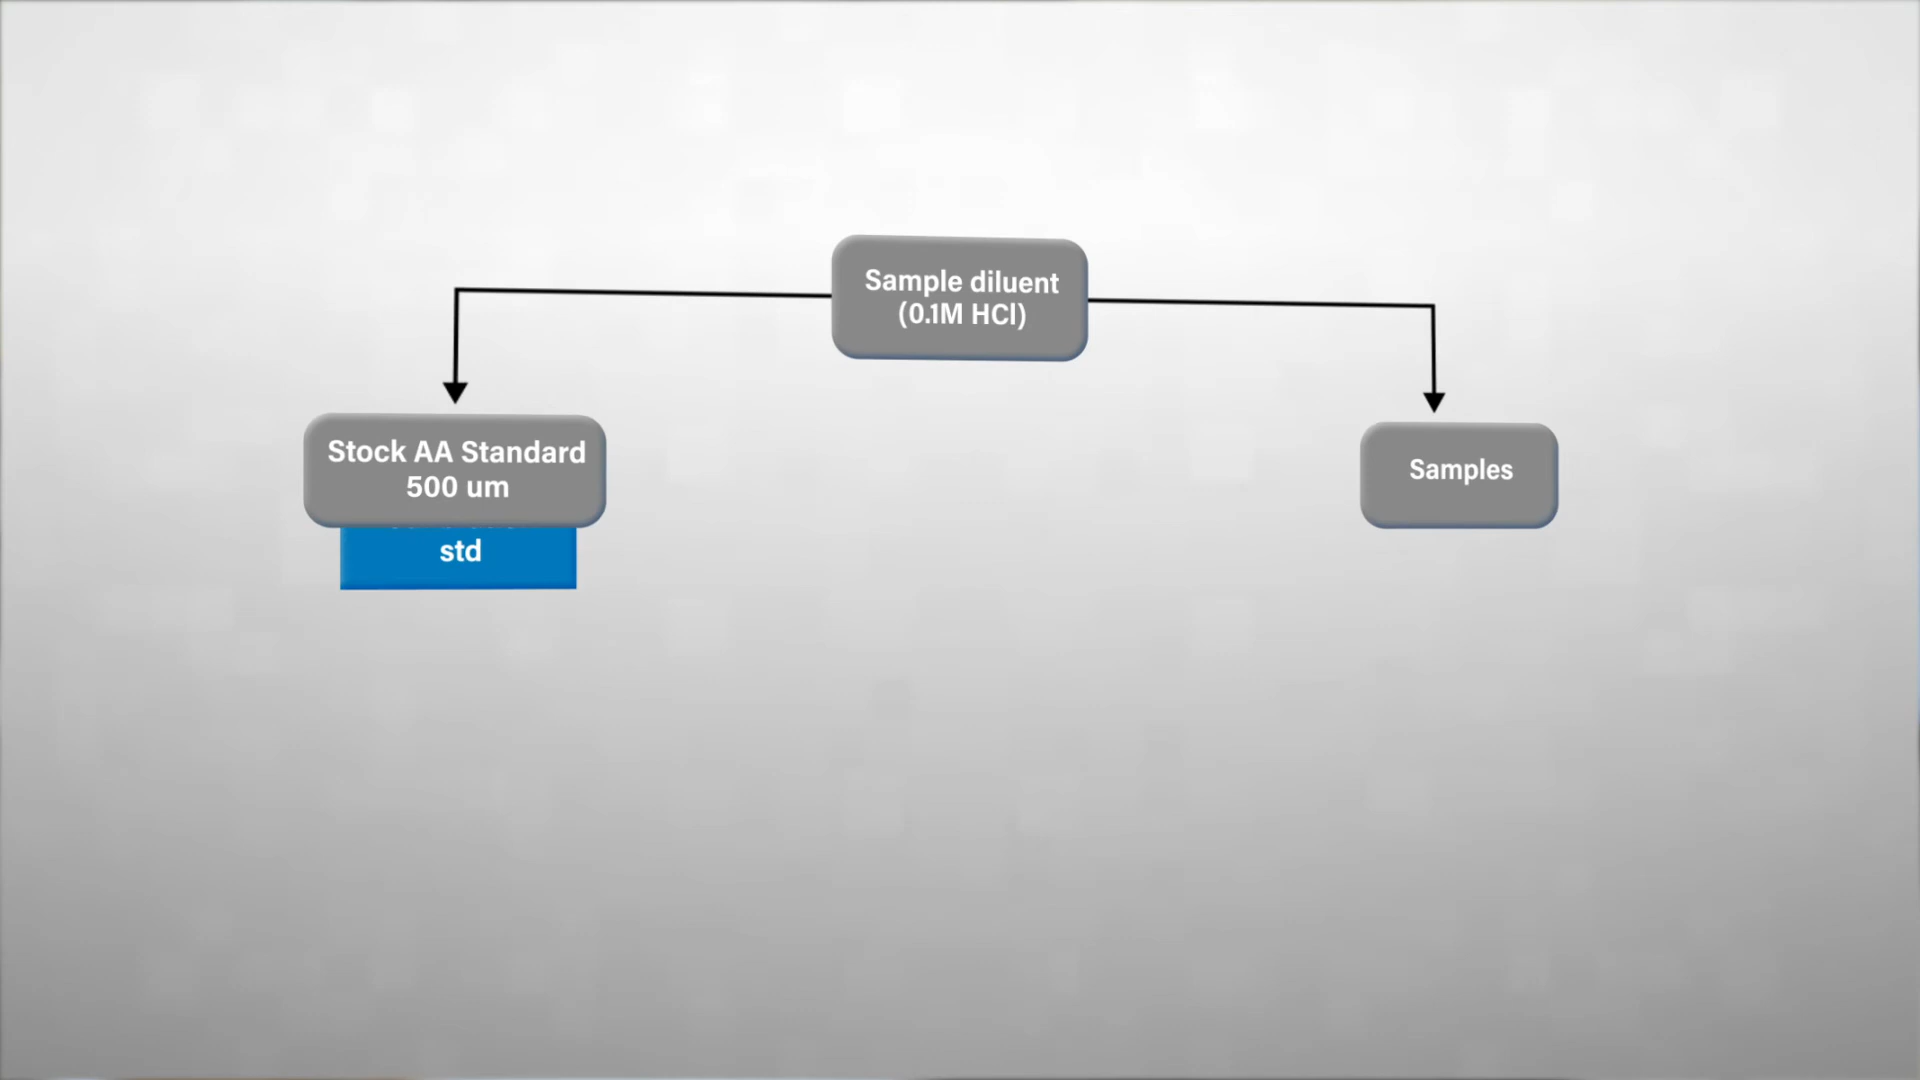 Sample diluent
(0.1M HCl)
Stock AA Standard
500 um
std
Samples